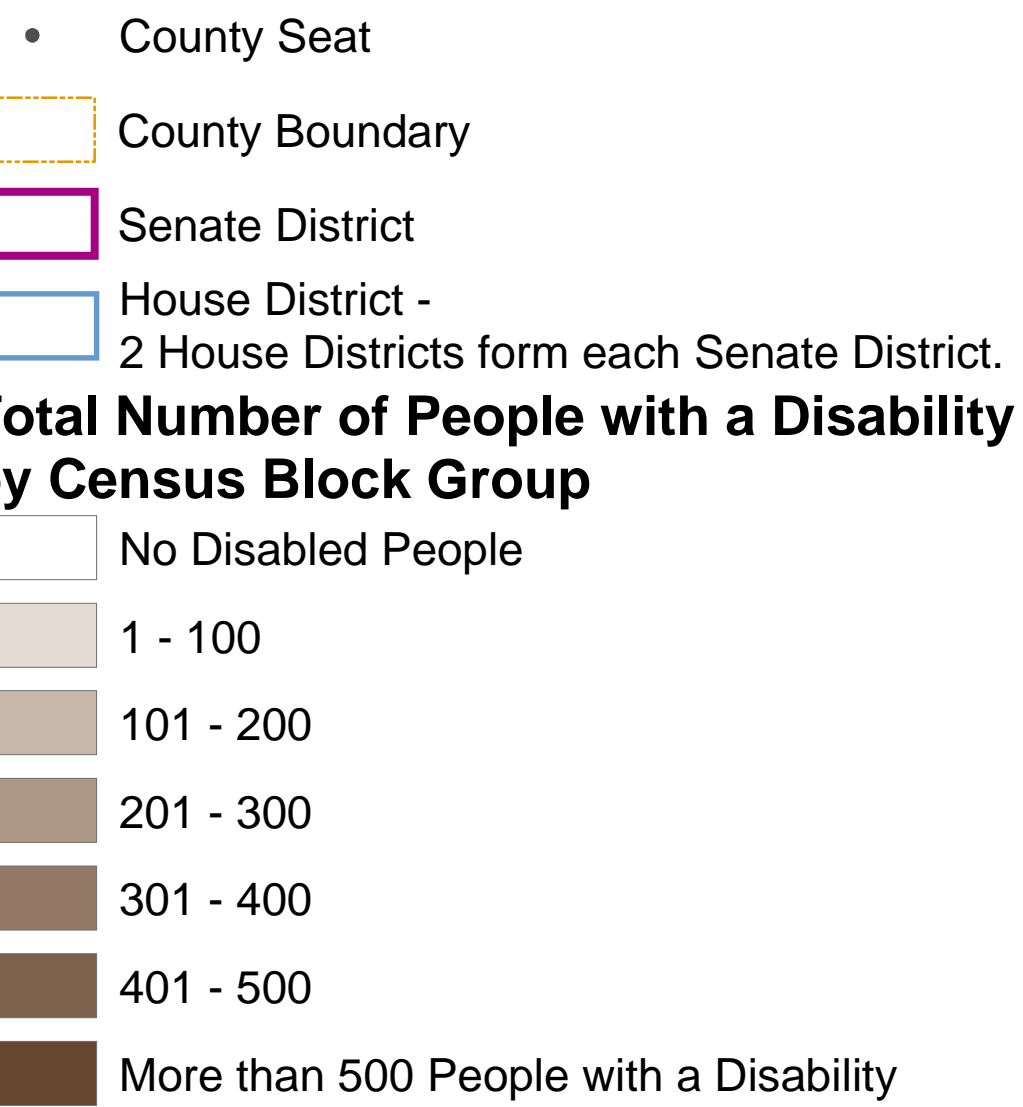 County Seat
County Boundary
Senate District
House District -
2 House Districts form each Senate District.
Total Number of People with a Disability
by Census Block Group
No Disabled People
1 - 100
101 - 200
201 - 300
301 - 400
401 - 500
More than 500 People with a Disability